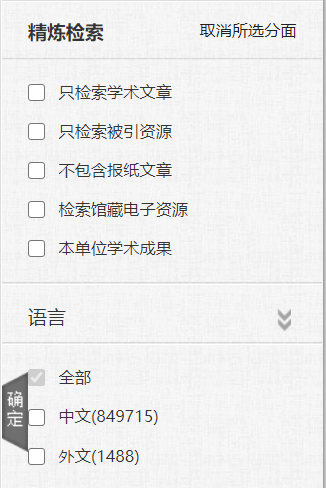 精炼检索 取消所选分面
只检索学术文章
只检索被引资源
不包含报纸文章
检索馆藏电子资源
本单位学术成果
语言
全部
确定
中文(849715)
外文(1488)